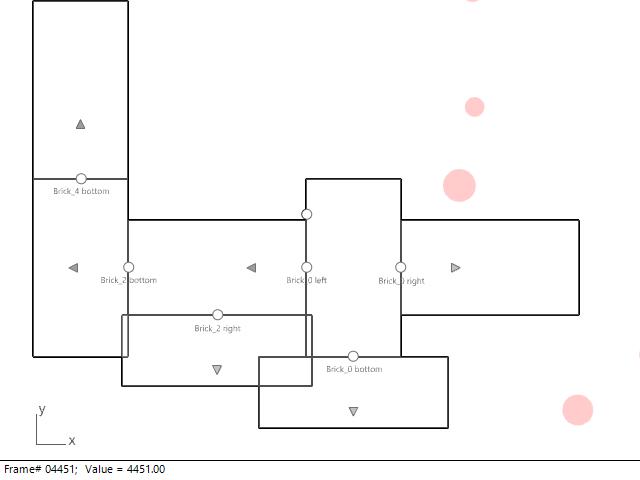 Brick_4 bottom
Brick_2 bottom
Brick_0 left
Brick_0 right
Brick_2 right
Brick_0 bottom
y
x
Frame# 04451; Value = 4451.00